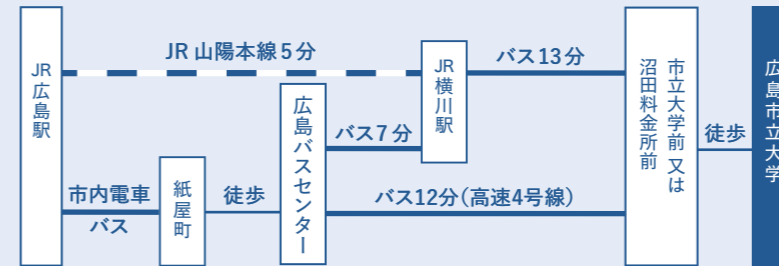 JR広島駅
JR 山陽本線 5分
JR横川駅
バス13分
市立大学前 又は
沼田料金所前
徒歩
広島市立大学
広島バスセンター
バス7分
市内電車
バス
紙屋町
徒歩
バス12分(高速4号線)